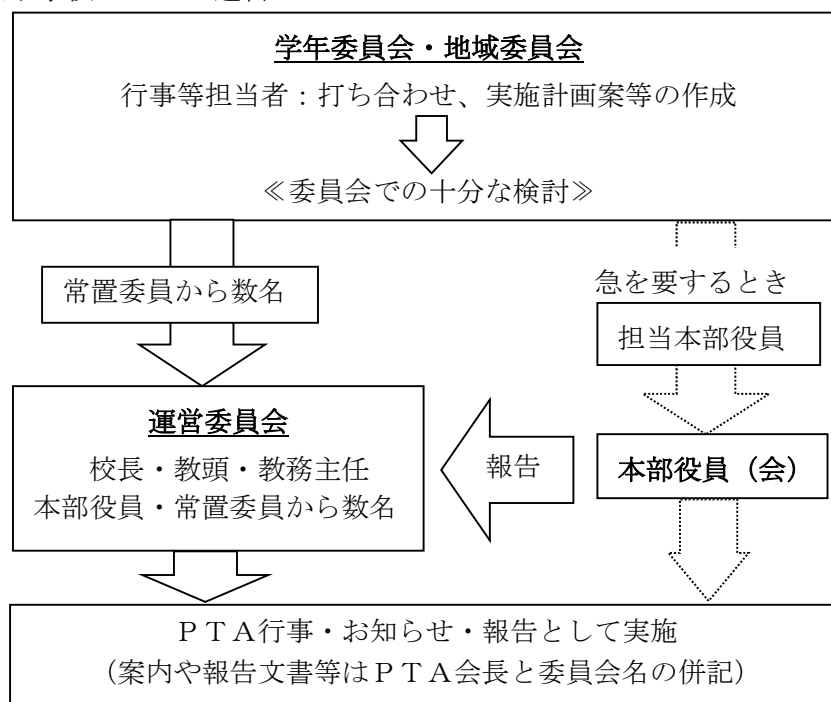 学年委員会・地域委員会
行事等担当者：打ち合わせ、実施計画案等の作成
≪委員会での十分な検討≫
常置委員から数名
急を要するとき
担当本部役員
運営委員会
校長・教頭・教務主任
本部役員・常置委員から数名
報告
本部役員（会）
ＰＴＡ行事・お知らせ・報告として実施
（案内や報告文書等はＰＴＡ会長と委員会名の併記）